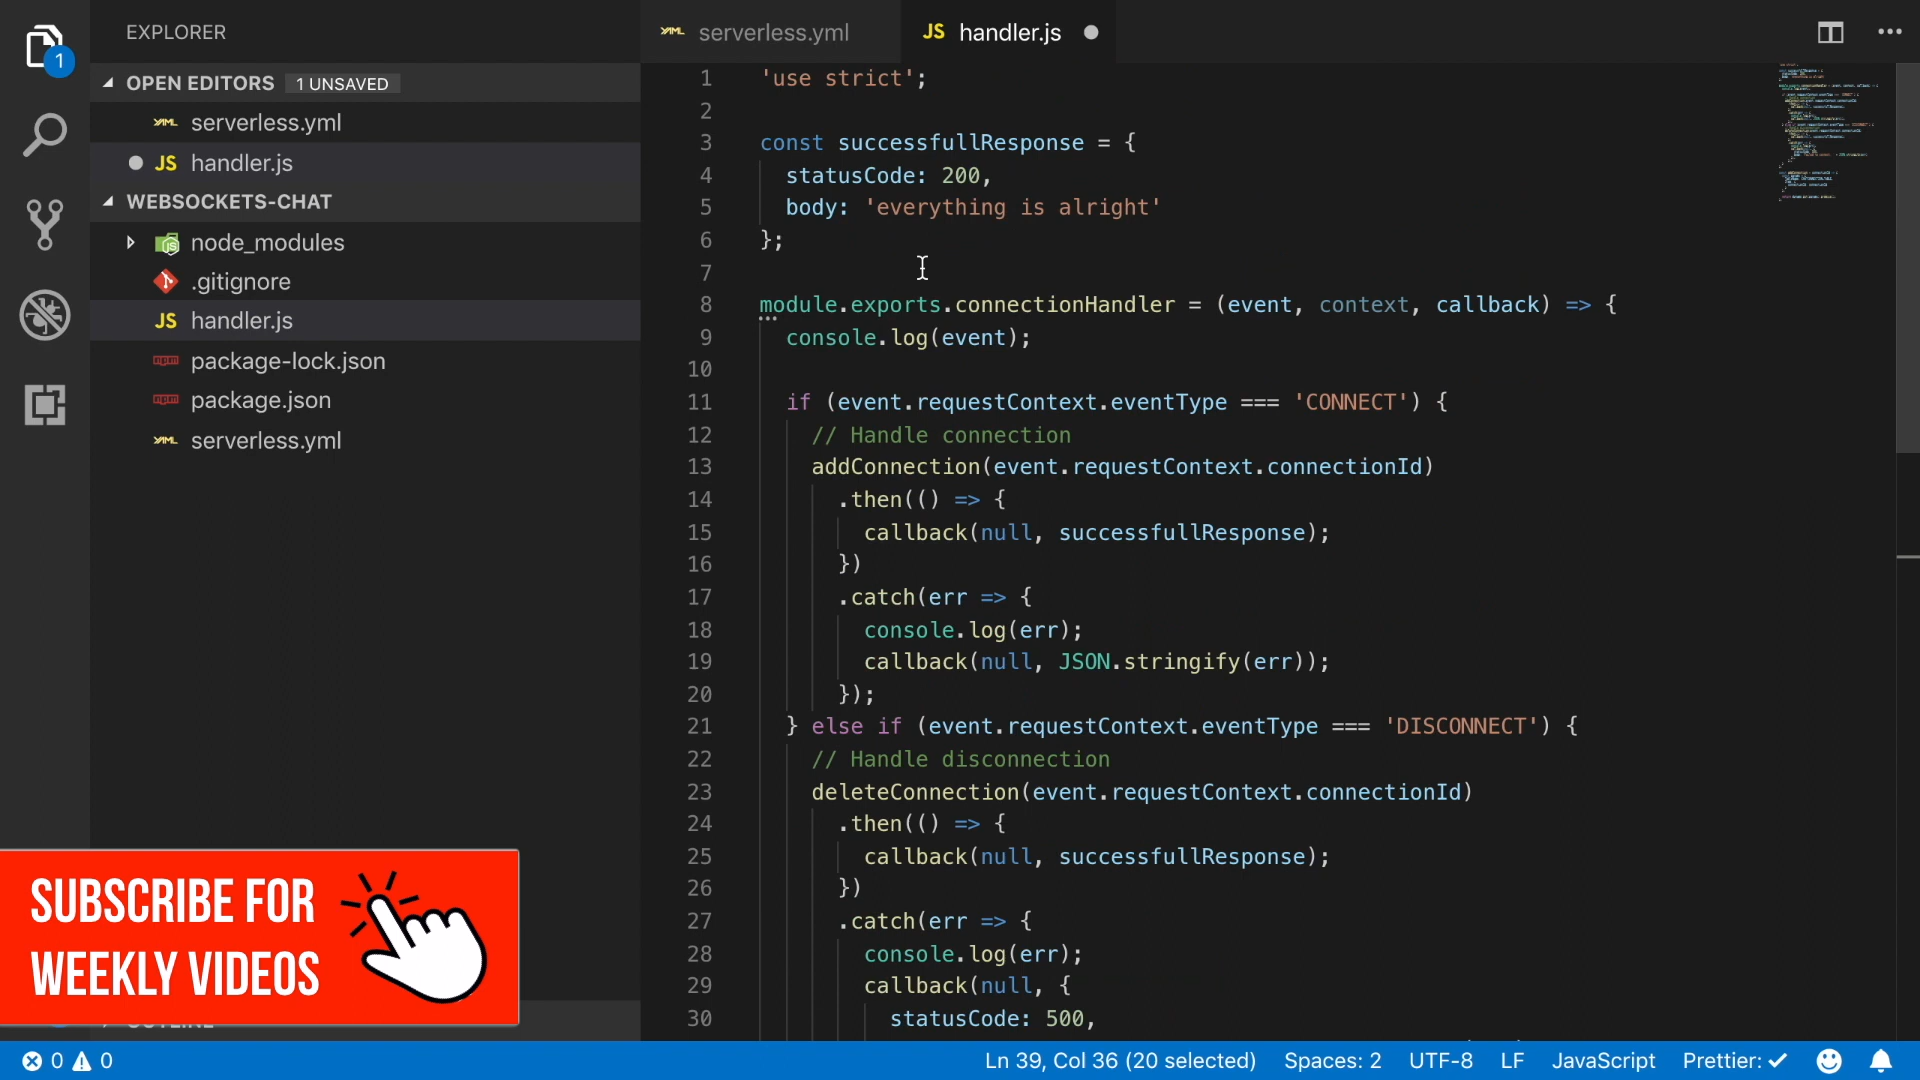 EXPLORER
OPEN EDITORS 1 UNSAVED
serverless.yml
JS handler.js
WEBSOCKETS-CHAT
node_modules
.gitignore
JS handler.js
package-lock.json
package.json
serverless.yml
1
SUBSCRIBE FOR
WEEKLY VIDEOS
serverless.yml JS handler.js
1 'use strict';
2
3 const successfullResponse = {
4 statusCode: 200,
5 body: 'everything is alright'
6 };
7
8 module.exports.connectionHandler = (event, context, callback) => {
9 console.log(event);
10
11 if (event.requestContext.eventType === 'CONNECT') {
12 // Handle connection
13 addConnection(event.requestContext.connectionId)
14 .then(() => {
15 callback(null, successfullResponse);
16 })
17 .catch(err => {
18 console.log(err);
19 callback(null, JSON.stringify(err));
20 });
21 } else if (event.requestContext.eventType === 'DISCONNECT') {
22 // Handle disconnection
23 deleteConnection(event.requestContext.connectionId)
24 .then(() => {
25 callback(null, successfullResponse);
26 })
27 .catch(err => {
28 console.log(err);
29 callback(null, {
30 statusCode: 500,
0 0 Ln 39, Col 36 (20 selected) Spaces: 2 UTF-8 LF JavaScript Prettier: ✓